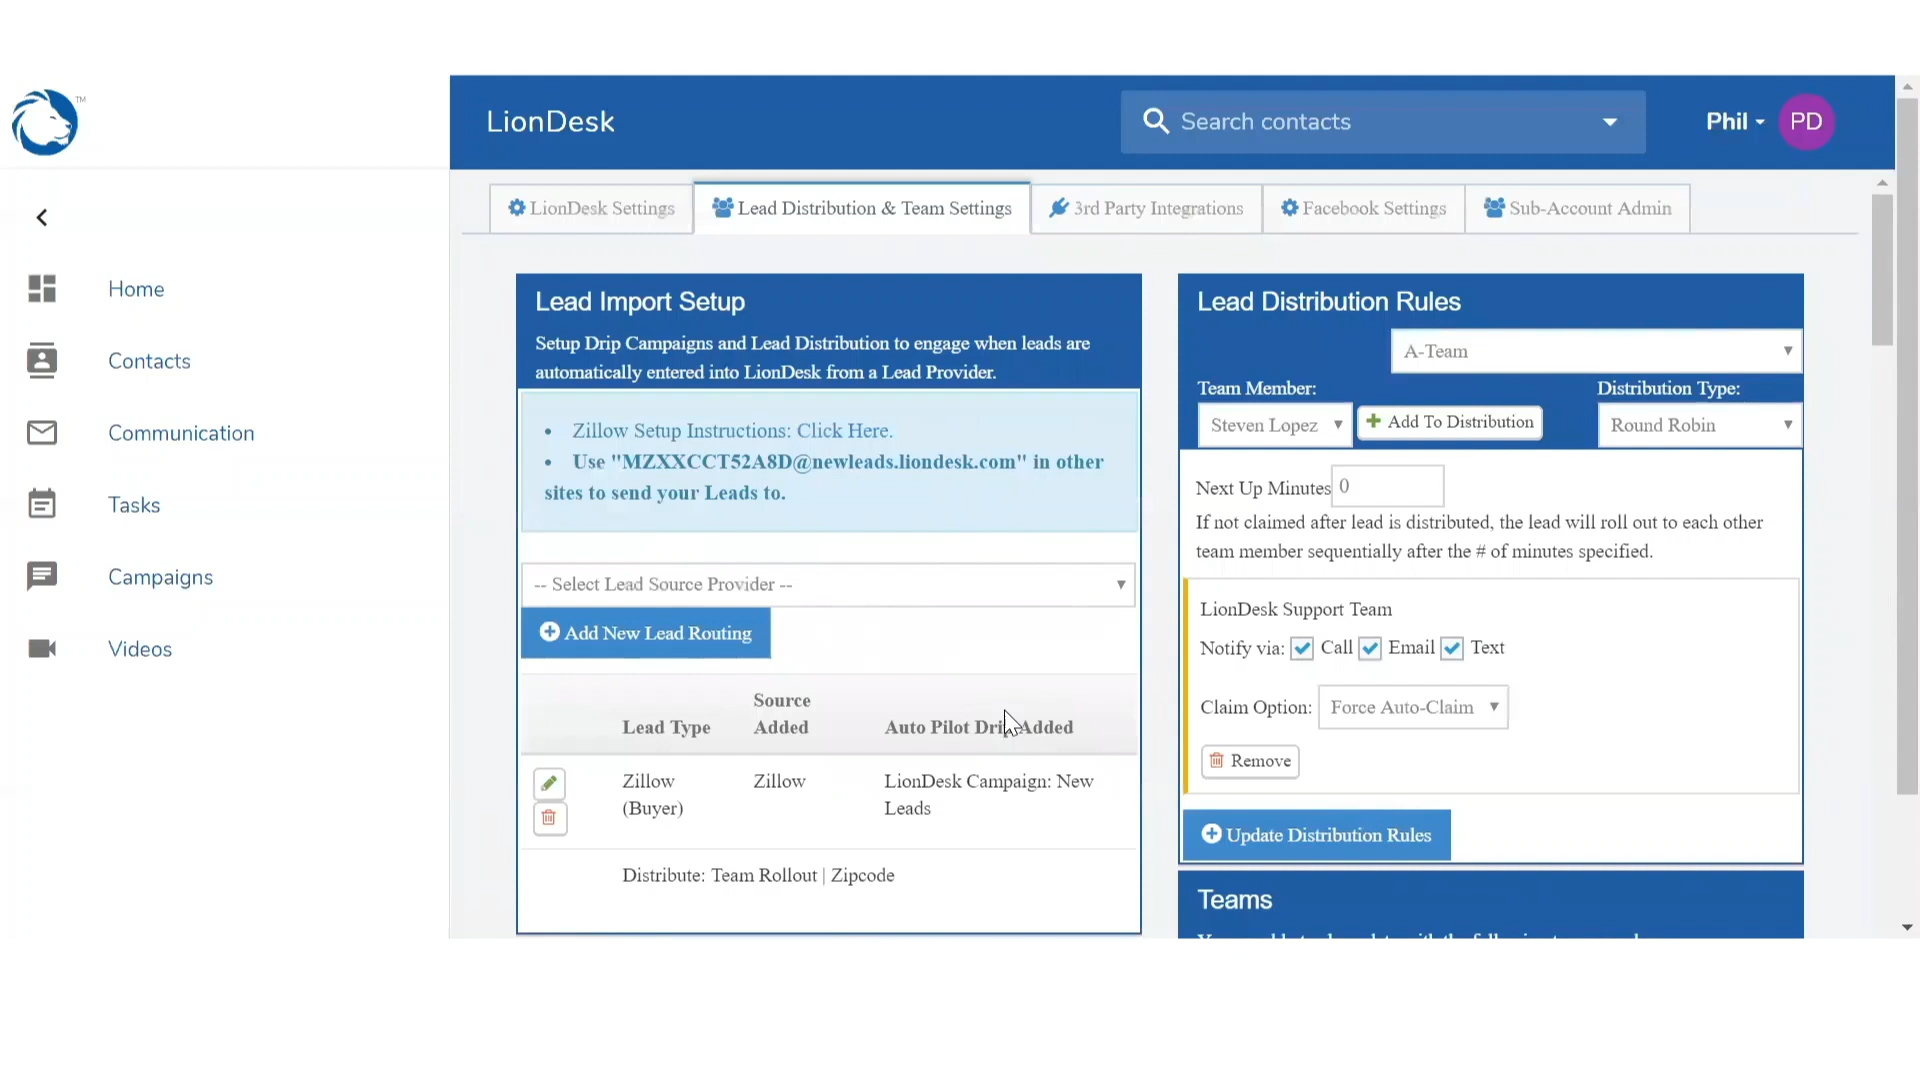 TM
LionDesk
Search contacts
Phil
PD
LionDesk Settings
Lead Distribution & Team Settings
3rd Party Integrations
Facebook Settings
Sub-Account Admin
Home
Contacts
Communication
Tasks
Campaigns
Videos
Lead Import Setup
Setup Drip Campaigns and Lead Distribution to engage when leads are
automatically entered into LionDesk from a Lead Provider.
• Zillow Setup Instructions: Click Here.
• Use "MZXXCCT52A8D@newleads.liondesk.com" in other
sites to send your Leads to.
-- Select Lead Source Provider --
Add New Lead Routing
Lead Type
Source
Added
Auto Pilot Drip Added
Zillow
(Buyer)
Zillow
LionDesk Campaign: New
Leads
Distribute: Team Rollout | Zipcode
Lead Distribution Rules
A-Team
Team Member:
Distribution Type:
Steven Lopez
Add To Distribution
Round Robin
Next Up Minutes 0
If not claimed after lead is distributed, the lead will roll out to each other
team member sequentially after the # of minutes specified.
LionDesk Support Team
Notify via: Call Email Text
Claim Option: Force Auto-Claim
Remove
Update Distribution Rules
Teams